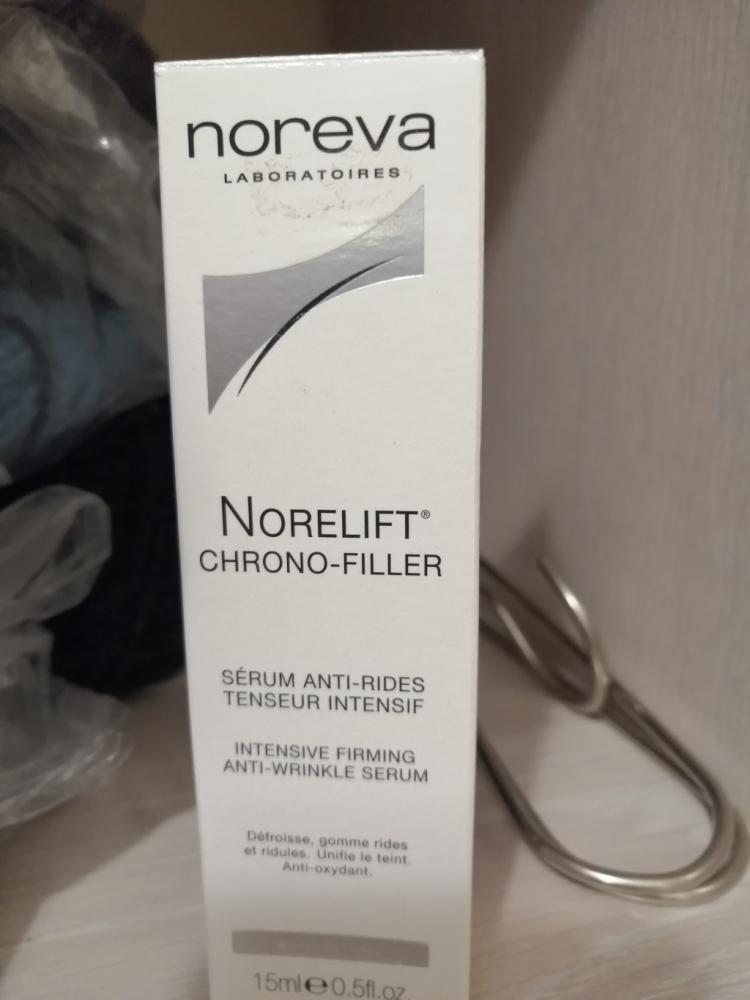 noreva
LABORATOIRES
NORELIFT®
CHRONO-FILLER
SÉRUM ANTI-RIDES
TENSEUR INTENSIF
INTENSIVE FIRMING
ANTI-WRINKLE SERUM
Défroisse, gomme rides
et ridules. Unifie le teint.
Anti-oxydant.
15ml℮0.5fl.oz.